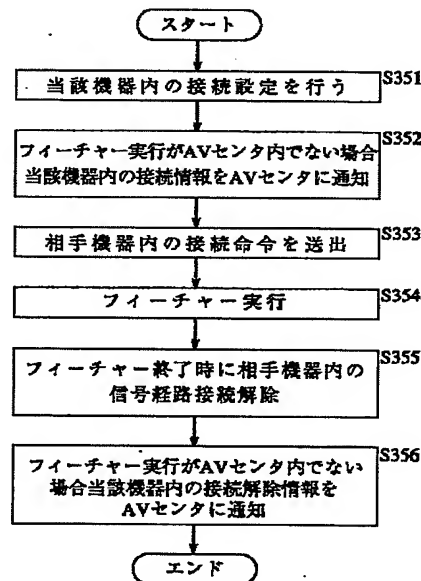 スタート
S351
当該機器内の接続設定を行う
S352
フィーチャー実行がAVセンタ内でない場合
当該機器内の接続情報をAVセンタに通知
S353
相手機器内の接続命令を送出
S354
フィーチャー実行
S355
フィーチャー終了時に相手機器内の
信号経路接続解除
S356
フィーチャー実行がAVセンタ内でない
場合当該機器内の接続解除情報を
AVセンタに通知
エンド